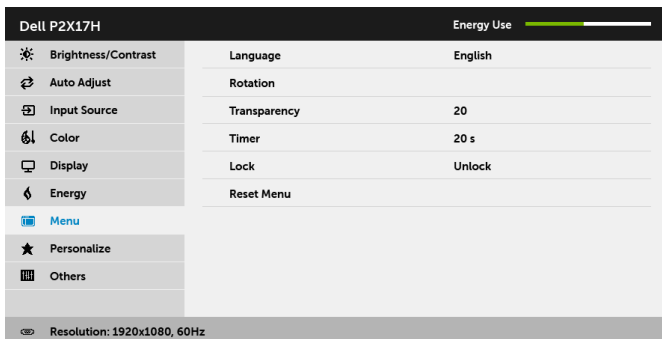 Dell P2X17H Energy Use
Brightness/Contrast Language English
Auto Adjust Rotation
Input Source Transparency 20
Color Timer 20 s
Display Lock Unlock
Energy Reset Menu
Menu
Personalize
Others
Resolution: 1920x1080, 60Hz